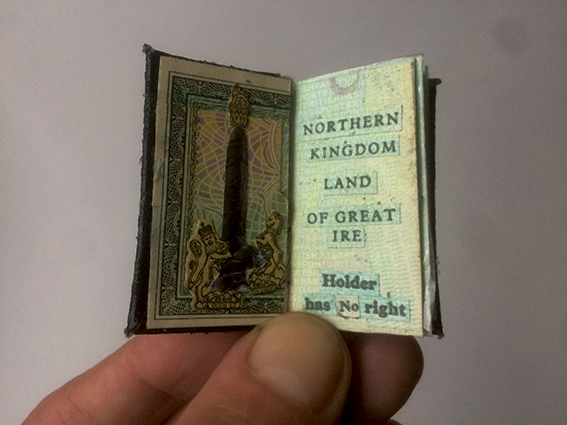 NORTHERN
KINGDOM
LAND
OF GREAT
IRE
Holder
has No right